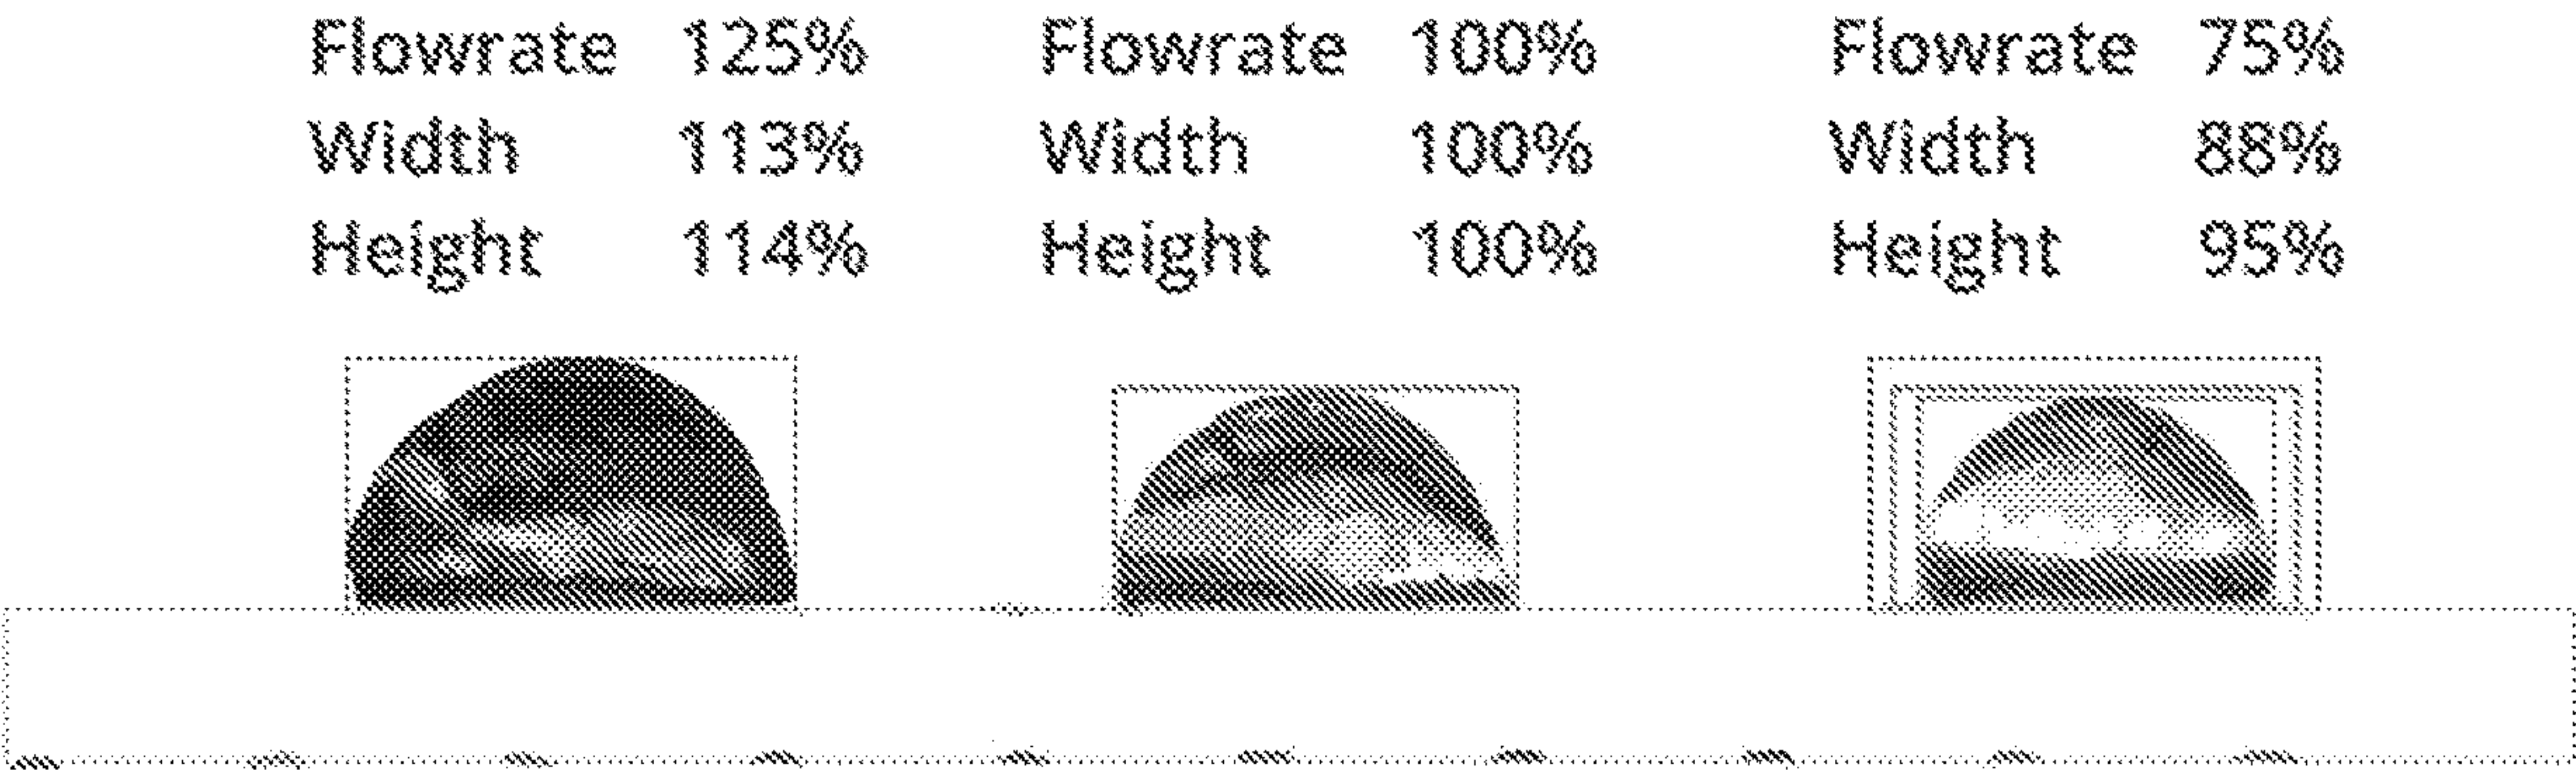 Flowrate 125%
Width 113%
Height 114%
Flowrate 100%
Width 100%
Height 100%
Flowrate 75%
Width 88%
Height 95%